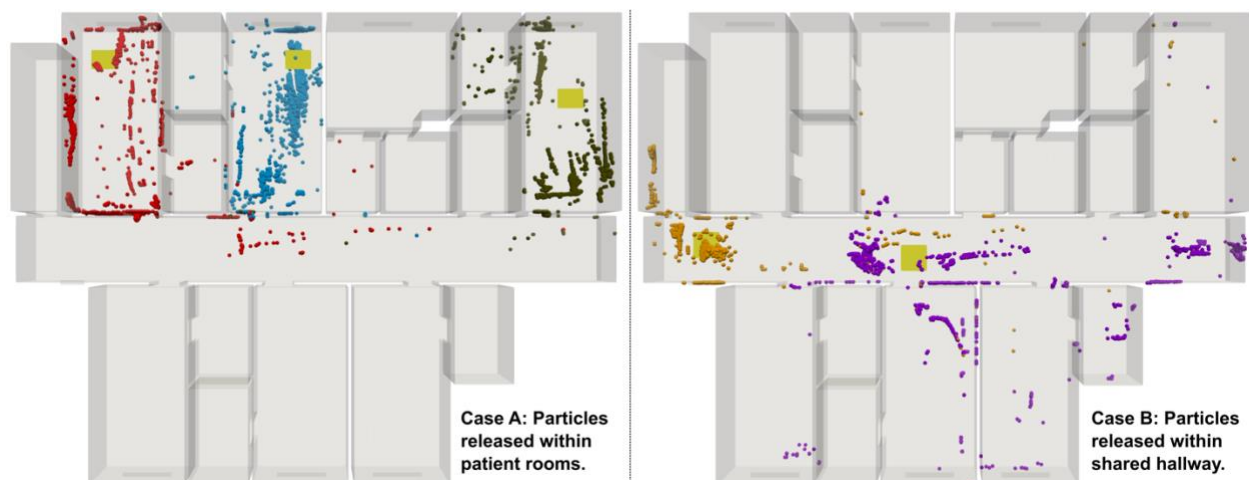 Case A: Particles
released within
patient rooms.
Case B: Particles
released within
shared hallway.